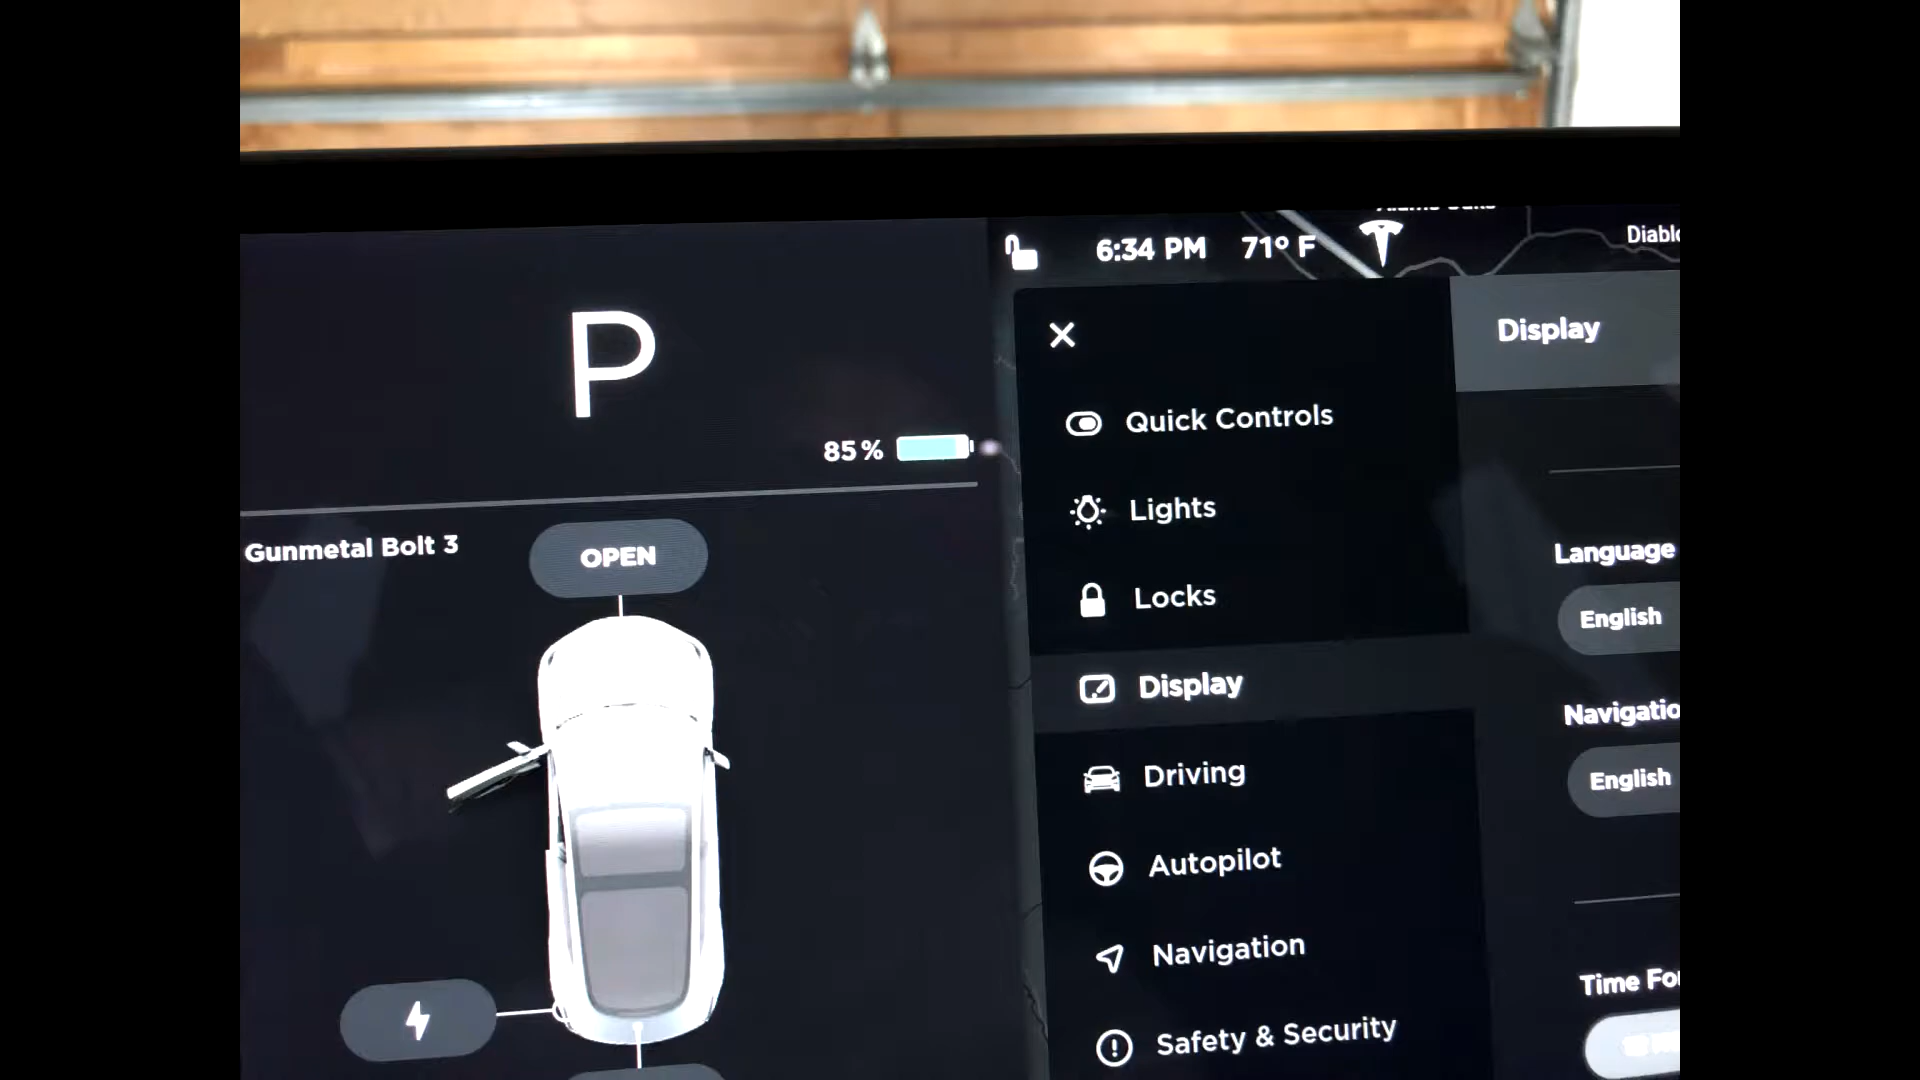 Diablo
6:34 PM 71° F
P
Display
85%
Quick Controls
Lights
Gunmetal Bolt 3
OPEN
Language
Locks
English
Display
Navigatio
Driving
English
Autopilot
Navigation
Time Fo
Safety & Security